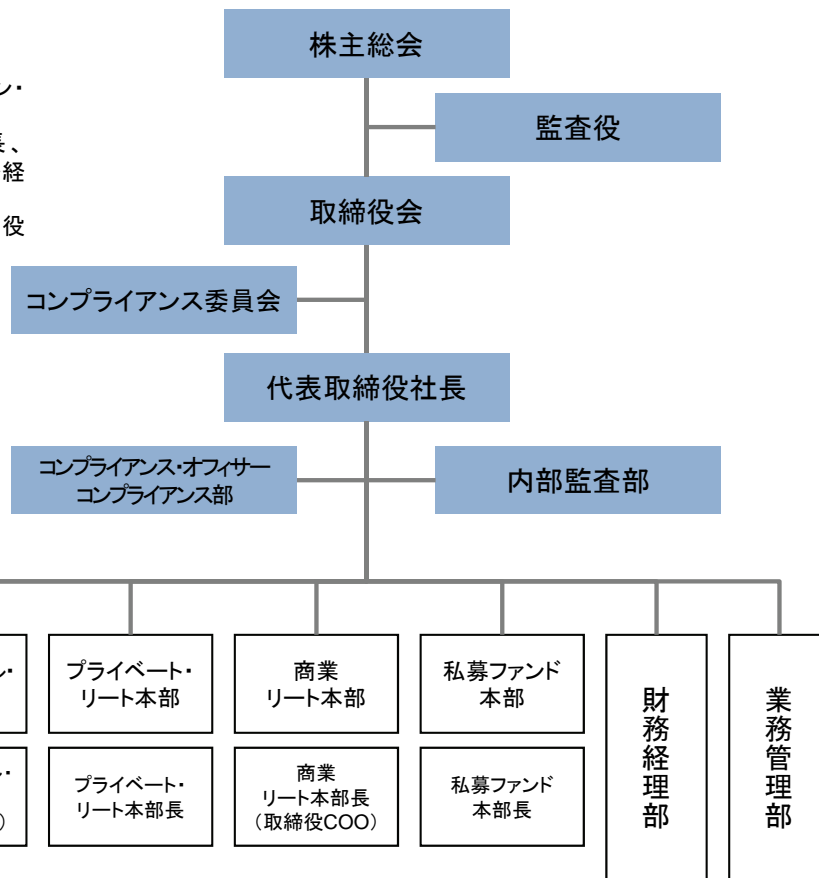 株主総会
ン・
監査役
長、
経
取締役会
役
コンプライアンス委員会
代表取締役社長
コンプライアンス・オフィサー
コンプライアンス部
内部監査部
ル・
プライベート・
リート本部
商業
リート本部
私募ファンド
本部
財務経理部
業務管理部
ル・
)
プライベート・
リート本部長
商業
リート本部長
(取締役COO)
私募ファンド
本部長